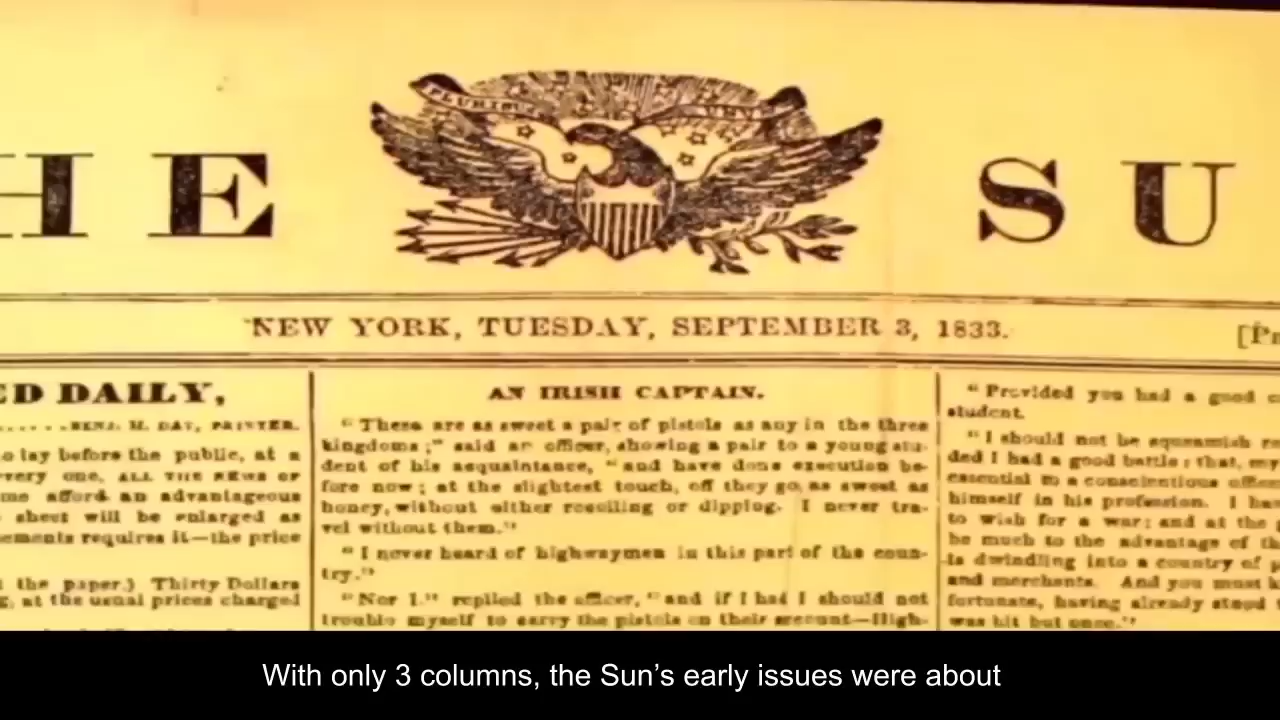 PLURIBUS UNUM
HE SU
NEW YORK, TUESDAY, SEPTEMBER 3, 1833.
ED DAILY,
BENJ. H. DAY, PRINTER.
o lay before the public, at a
very one, ALL THE NEWS OF
me afford an advantageous
sheet will be enlarged as
ements requires it—the price
the paper.) Thirty Dollars
g, at the usual prices charged
AN IRISH CAPTAIN.
"These are as sweet a pair of pistols as any in the three
kingdoms;" said an officer, showing a pair to a young stu-
dent of his acquaintance, "and have done execution be-
fore now; at the slightest touch, off they go, as sweet as
honey, without either recoiling or dipping. I never tra-
vel without them."
"I never heard of highwaymen in this part of the coun-
try."
"Nor I." replied the officer, "and if I had I should not
trouble myself to carry the pistols on their account—High-
"Provided you had a good c
student.
"I should not be squeamish re
ded I had a good battle; that, my
essential to a conscientious office
himself in his profession. I ha
to wish for a war; and at the p
be much to the advantage of th
is dwindling into a country of p
and merchants. And you must k
fortunate, having already stood
was hit but once."
With only 3 columns, the Sun's early issues were about